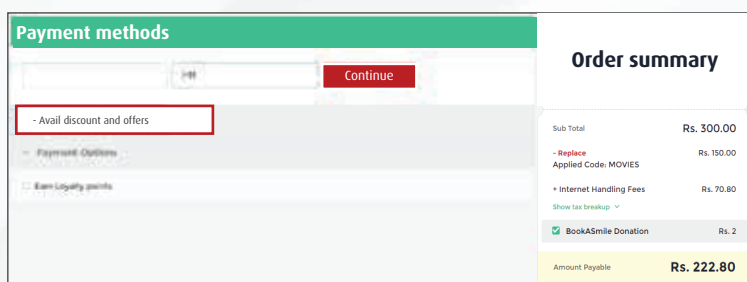 Payment methods
Continue
- Avail discount and offers
- Payment Options
Earn Loyalty points
Order summary
Sub Total Rs. 300.00
- Replace Rs. 150.00
Applied Code: MOVIES
+ Internet Handling Fees Rs. 70.80
Show tax breakup
BookASmile Donation Rs. 2
Amount Payable Rs. 222.80